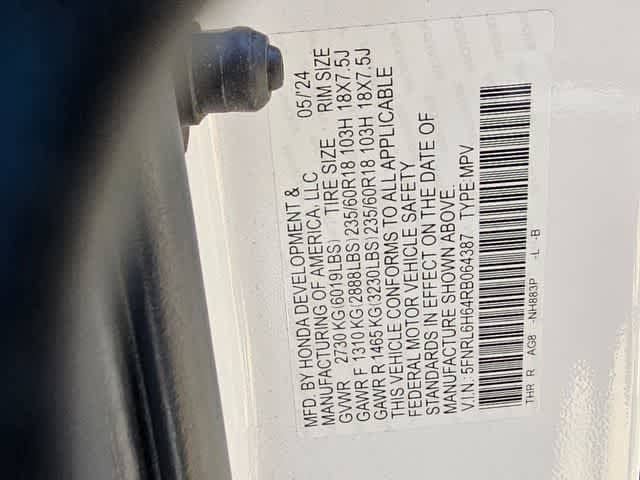 MFD. BY HONDA DEVELOPMENT &
MANUFACTURING OF AMERICA, LLC 05/'24
GVWR 2730 KG (6019LBS) TIRE SIZE RIM SIZE
GAWR F 1310 KG (2888LBS) 235/60R18 103H 18X7.5J
GAWR R 1465 KG (3230LBS) 235/60R18 103H 18X7.5J
THIS VEHICLE CONFORMS TO ALL APPLICABLE
FEDERAL MOTOR VEHICLE SAFETY
STANDARDS IN EFFECT ON THE DATE OF
MANUFACTURE SHOWN ABOVE.
V.I.N.: 5FNRL6H64RB064387 TYPE:MPV
THR R AG8 -NH883P -L -B